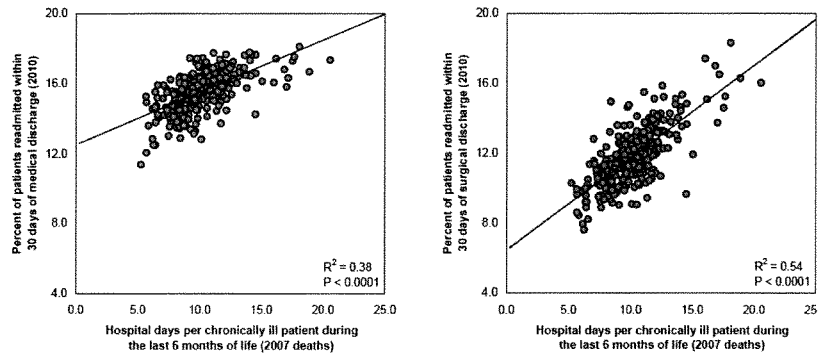 Percent of patients readmitted within
30 days of medical discharge (2010)
20.0
16.0
12.0
8.0
4.0
R² = 0.38
P < 0.0001
0.0 5.0 10.0 15.0 20.0 25.0
Hospital days per chronically ill patient during
the last 6 months of life (2007 deaths)
Percent of patients readmitted within
30 days of surgical discharge (2010)
20.0
16.0
12.0
8.0
4.0
R² = 0.54
P < 0.0001
0.0 5.0 10.0 15.0 20.0 25
Hospital days per chronically ill patient during
the last 6 months of life (2007 deaths)